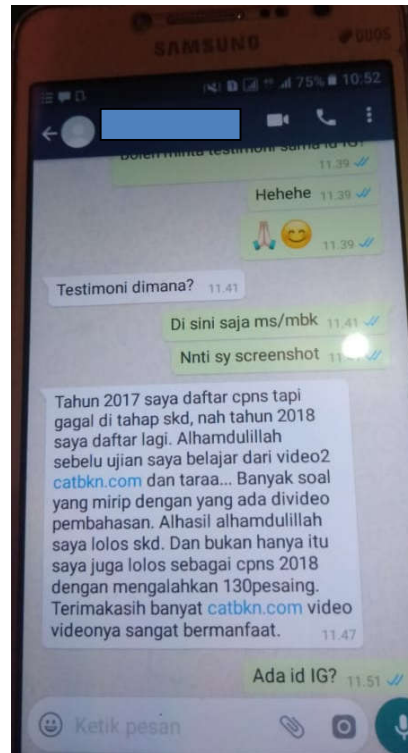 SAMSUNG
75% 10:52
testimoni sama id IG?
11.39
Hehehe 11.39
11.39
Testimoni dimana? 11.41
Di sini saja ms/mbk 11.41
Nnti sy screenshot
Tahun 2017 saya daftar cpns tapi
gagal di tahap skd, nah tahun 2018
saya daftar lagi. Alhamdulillah
sebelu ujian saya belajar dari video2
catbkn.com dan taraa... Banyak soal
yang mirip dengan yang ada divideo
pembahasan. Alhasil alhamdulillah
saya lolos skd. Dan bukan hanya itu
saya juga lolos sebagai cpns 2018
dengan mengalahkan 130pesaing.
Terimakasih banyat catbkn.com video
videonya sangat bermanfaat. 11.47
Ada id IG? 11.51
Ketik pesan